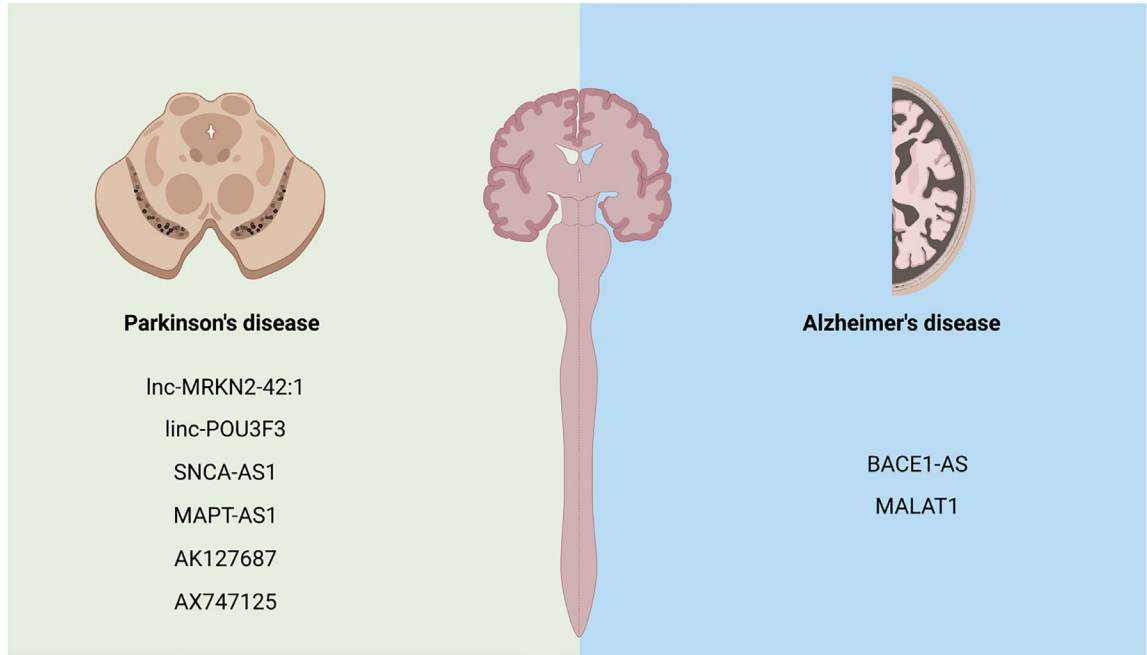 Parkinson's disease
lnc-MRKN2-42:1
linc-POU3F3
SNCA-AS1
MAPT-AS1
AK127687
AX747125
Alzheimer's disease
BACE1-AS
MALAT1